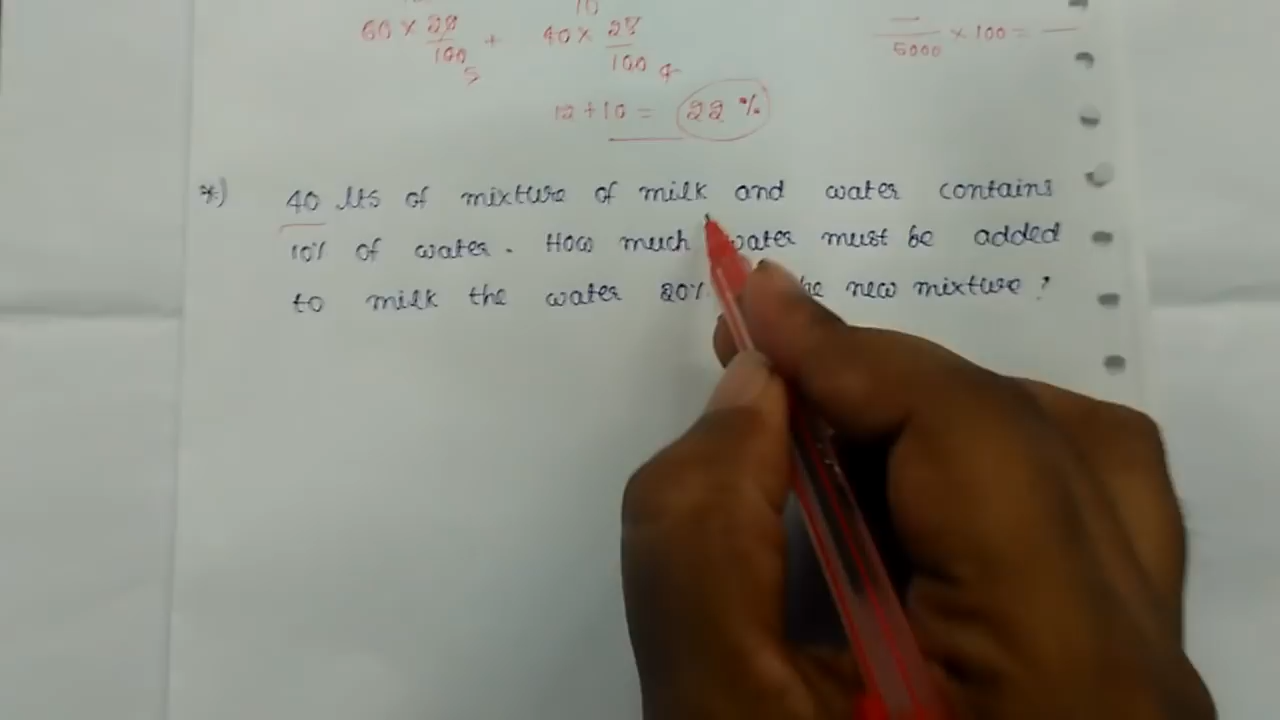 10
60 × 20/100 + 40 × 25/100
5 4
5000 × 100 =
12 + 10 = 22 %
*) 40 lts of mixture of milk and water contains
10% of water . How much water must be added
to milk the water 20% new mixture ?